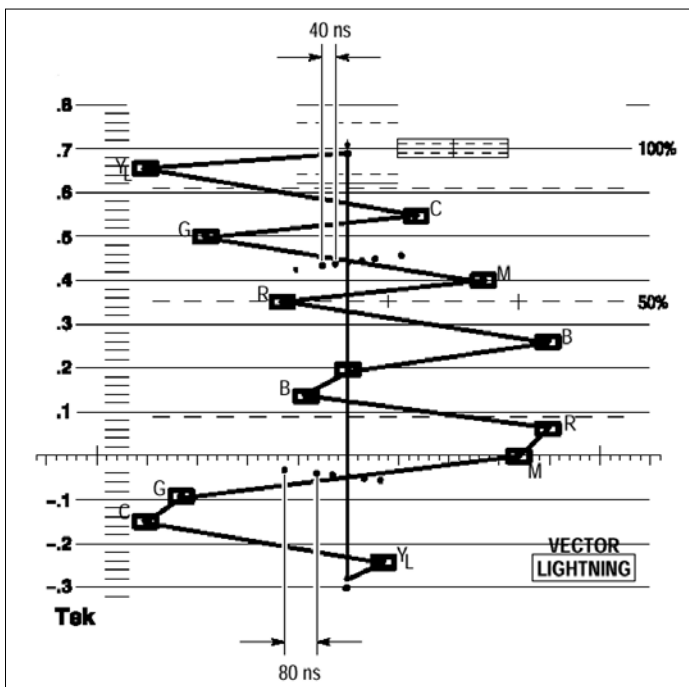 40 ns
.8
.7
100%
YL
.6
C
G
.5
M
.4
R
50%
.3
B
.2
B
.1
R
M
G
-.1
C
-.2
YL
VECTOR
LIGHTNING
-.3
Tek
80 ns